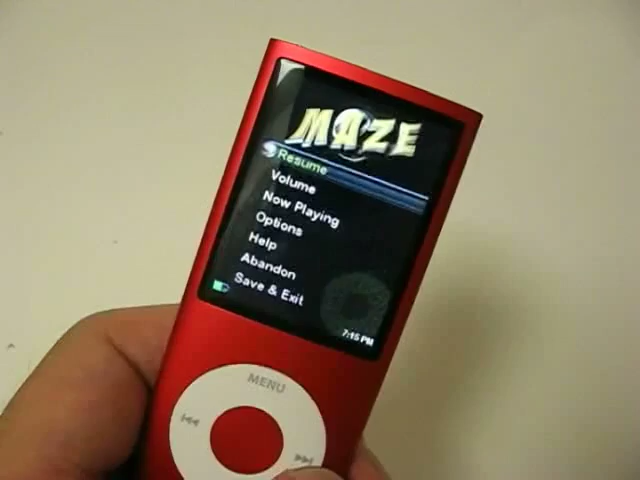 MAZE
Resume
Volume
Now Playing
Options
Help
Abandon
Save & Exit
7:15 PM
MENU